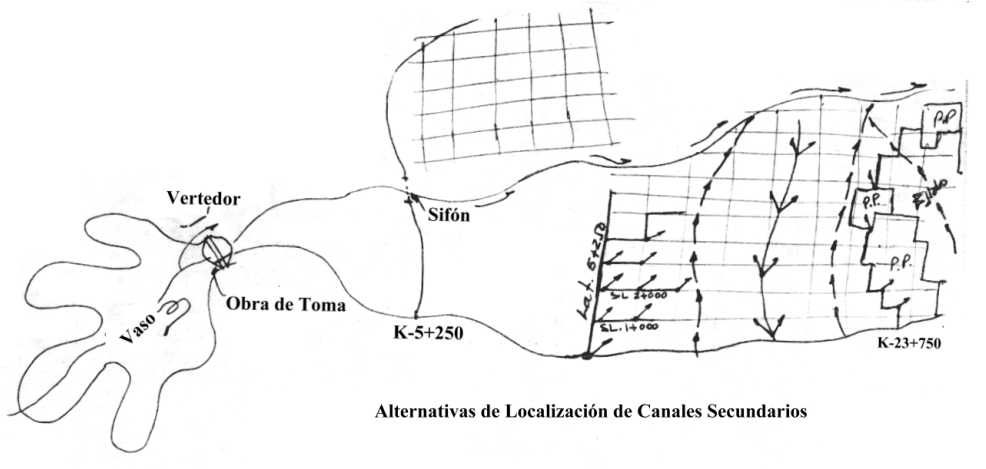 Vertedor
Sifón
Obra de Toma
Vaso
K-5+250
Lat. 5+250
SL 2+000
SL. 1+000
P.P.
P.P.
P.P.
K-23+750
Alternativas de Localización de Canales Secundarios